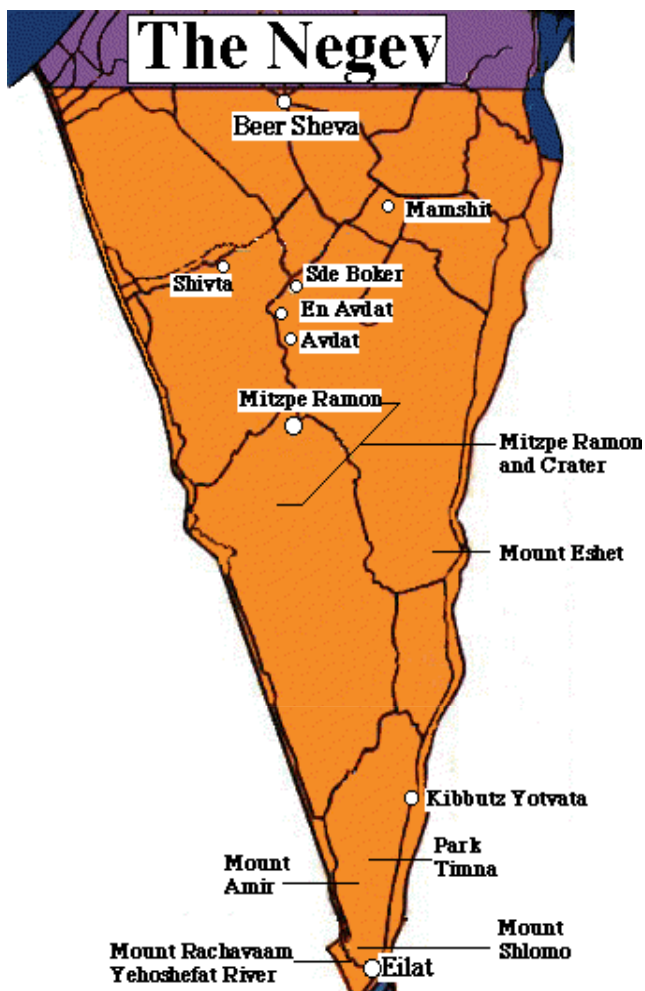 The Negev
Beer Sheva
Mamshit
Sde Boker
Shivta
En Avdat
Avdat
Mitzpe Ramon
Mitzpe Ramon
and Crater
Mount Eshet
Kibbutz Yotvata
Park
Timna
Mount
Amir
Mount
Shlomo
Mount Rachavaam
Yehoshefat River
Eilat